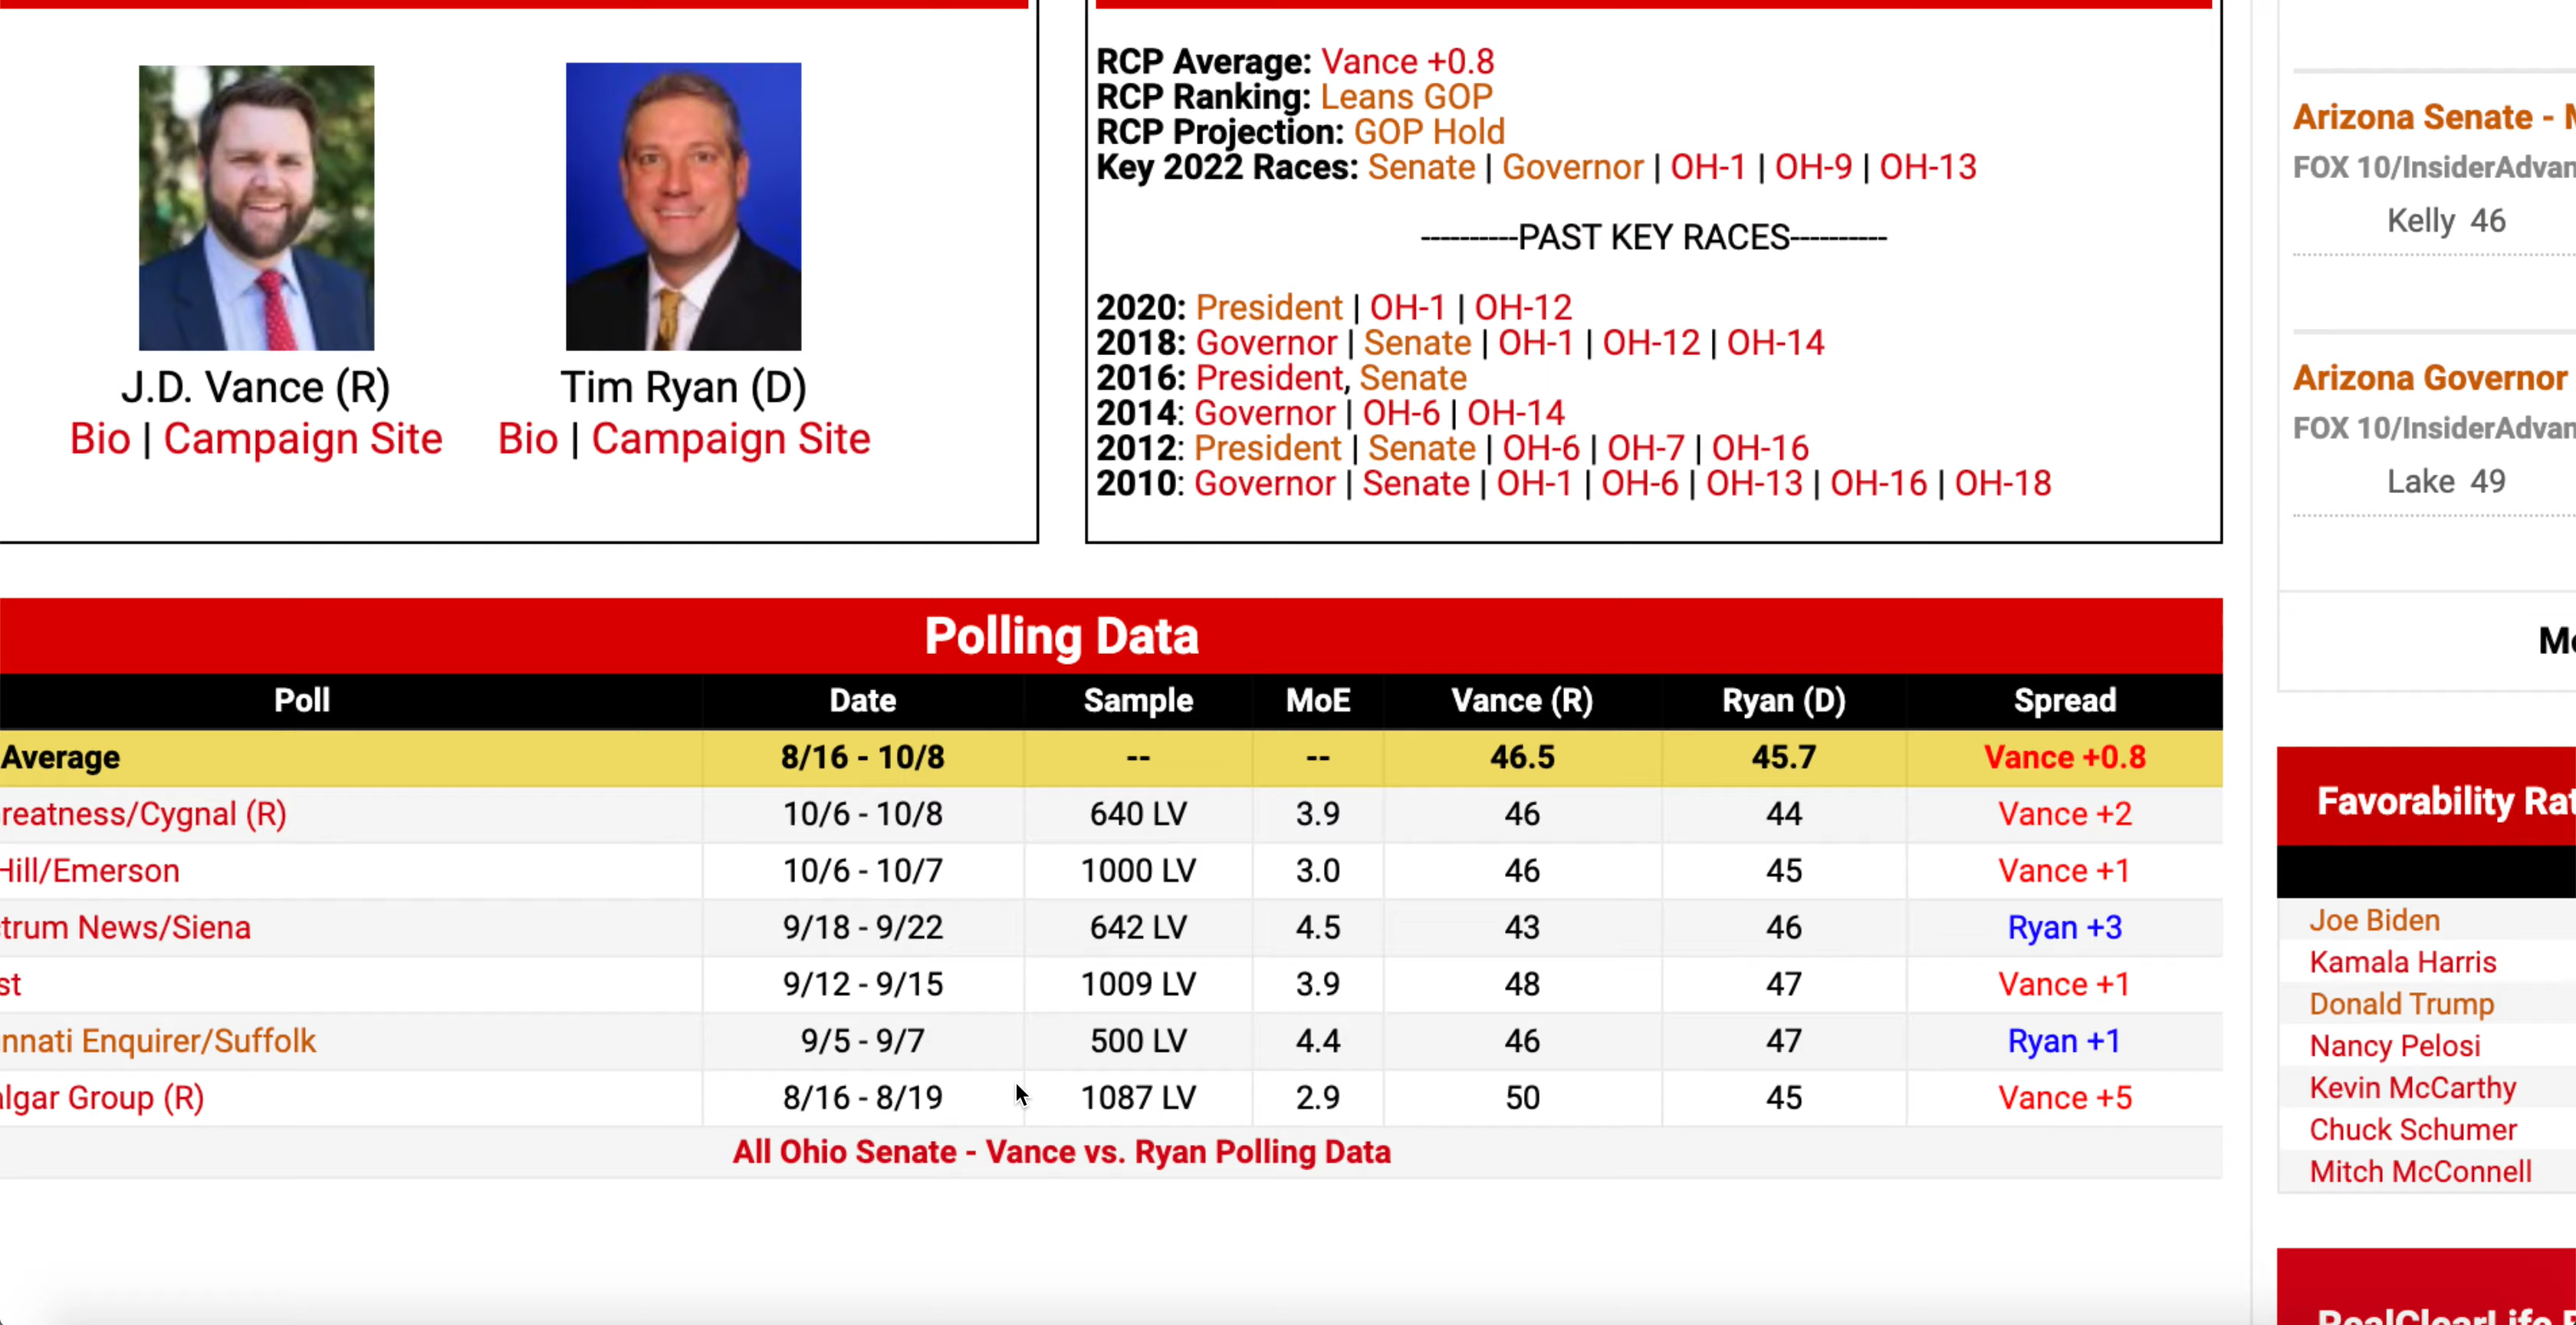 J.D. Vance (R)
Bio | Campaign Site
Tim Ryan (D)
Bio | Campaign Site
RCP Average: Vance +0.8
RCP Ranking: Leans GOP
RCP Projection: GOP Hold
Key 2022 Races: Senate | Governor | OH-1 | OH-9 | OH-13
----------PAST KEY RACES----------
2020: President | OH-1 | OH-12
2018: Governor | Senate | OH-1 | OH-12 | OH-14
2016: President, Senate
2014: Governor | OH-6 | OH-14
2012: President | Senate | OH-6 | OH-7 | OH-16
2010: Governor | Senate | OH-1 | OH-6 | OH-13 | OH-16 | OH-18
Polling Data
Poll Date Sample MoE Vance (R) Ryan (D) Spread
Average 8/16 - 10/8 -- -- 46.5 45.7 Vance +0.8
reatness/Cygnal (R) 10/6 - 10/8 640 LV 3.9 46 44 Vance +2
Hill/Emerson 10/6 - 10/7 1000 LV 3.0 46 45 Vance +1
trum News/Siena 9/18 - 9/22 642 LV 4.5 43 46 Ryan +3
st 9/12 - 9/15 1009 LV 3.9 48 47 Vance +1
nnati Enquirer/Suffolk 9/5 - 9/7 500 LV 4.4 46 47 Ryan +1
lgar Group (R) 8/16 - 8/19 1087 LV 2.9 50 45 Vance +5
All Ohio Senate - Vance vs. Ryan Polling Data
Arizona Senate -
FOX 10/InsiderAdvan
Kelly 46
Arizona Governor
FOX 10/InsiderAdvan
Lake 49
Favorability Rat
Joe Biden
Kamala Harris
Donald Trump
Nancy Pelosi
Kevin McCarthy
Chuck Schumer
Mitch McConnell